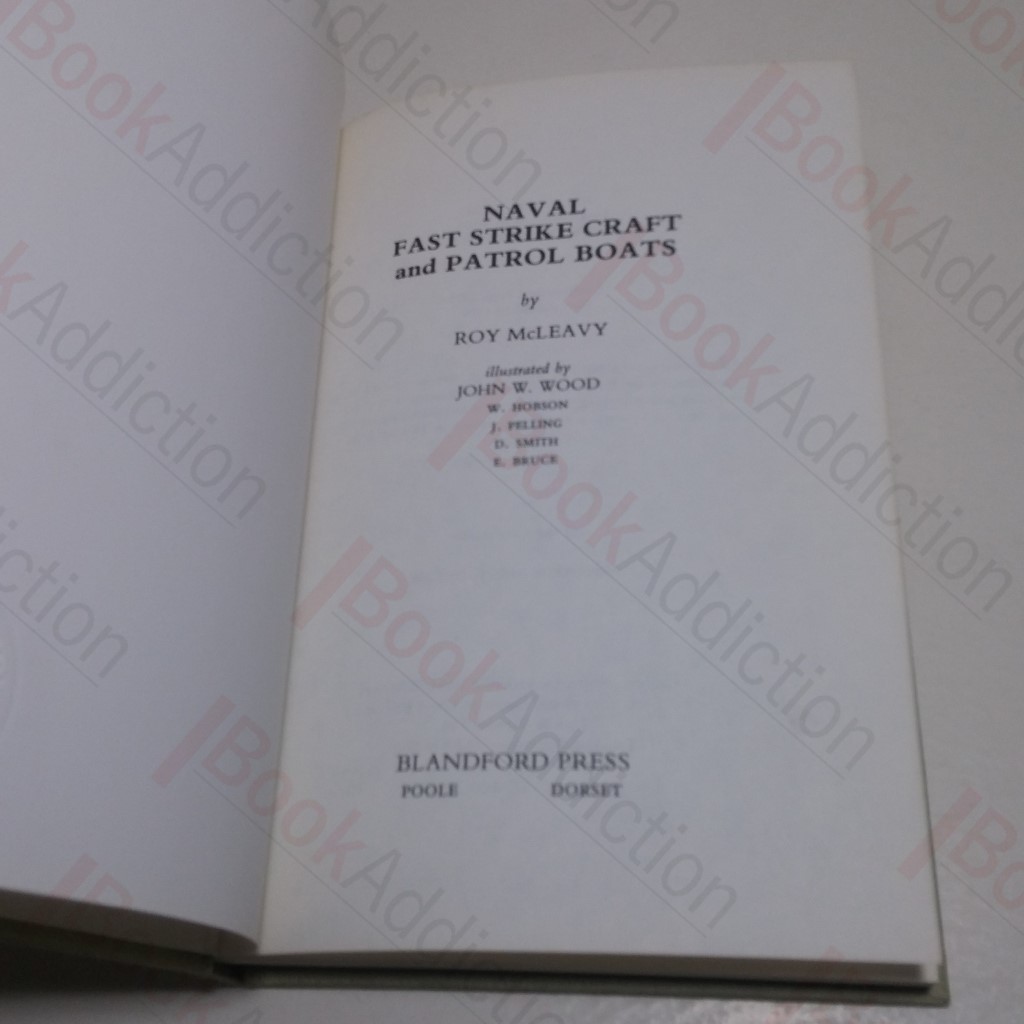 NAVAL
FAST STRIKE CRAFT
and PATROL BOATS
by
ROY McLEAVY
illustrated by
JOHN W. WOOD
W. HOBSON
J. PELLING
D. SMITH
E. BRUCE
BLANDFORD PRESS
POOLE DORSET
BookAddiction